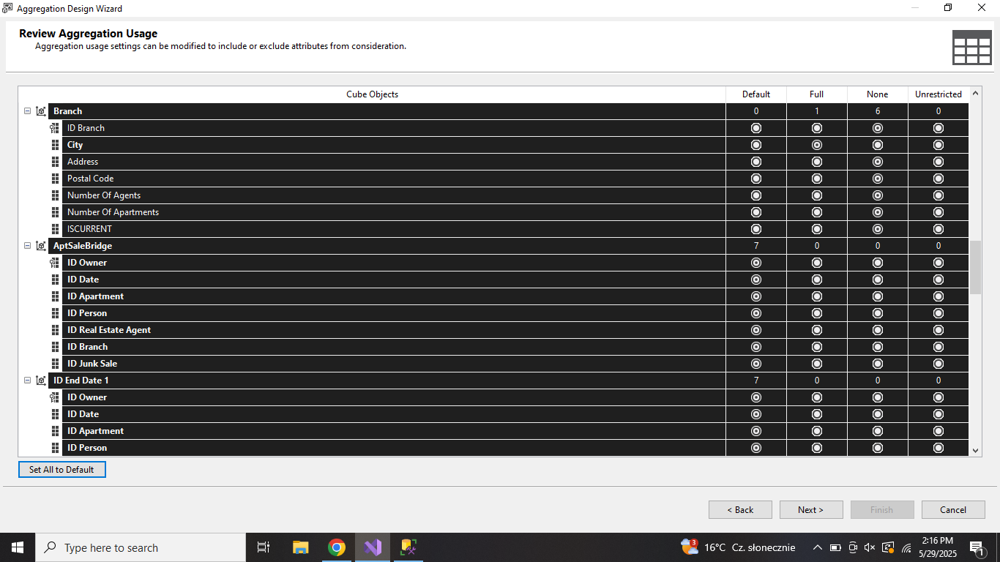 Aggregation Design Wizard
Review Aggregation Usage
Aggregation usage settings can be modified to include or exclude attributes from consideration.
Cube Objects Default Full None Unrestricted
Branch 0 1 6 0
ID Branch
City
Address
Postal Code
Number Of Agents
Number Of Apartments
ISCURRENT
AptSaleBridge 7 0 0 0
ID Owner
ID Date
ID Apartment
ID Person
ID Real Estate Agent
ID Branch
ID Junk Sale
ID End Date 1 7 0 0 0
ID Owner
ID Date
ID Apartment
ID Person
Set All to Default
< Back Next > Finish Cancel
Type here to search 3 16°C Cz. słonecznie 2:16 PM 1
5/29/2025